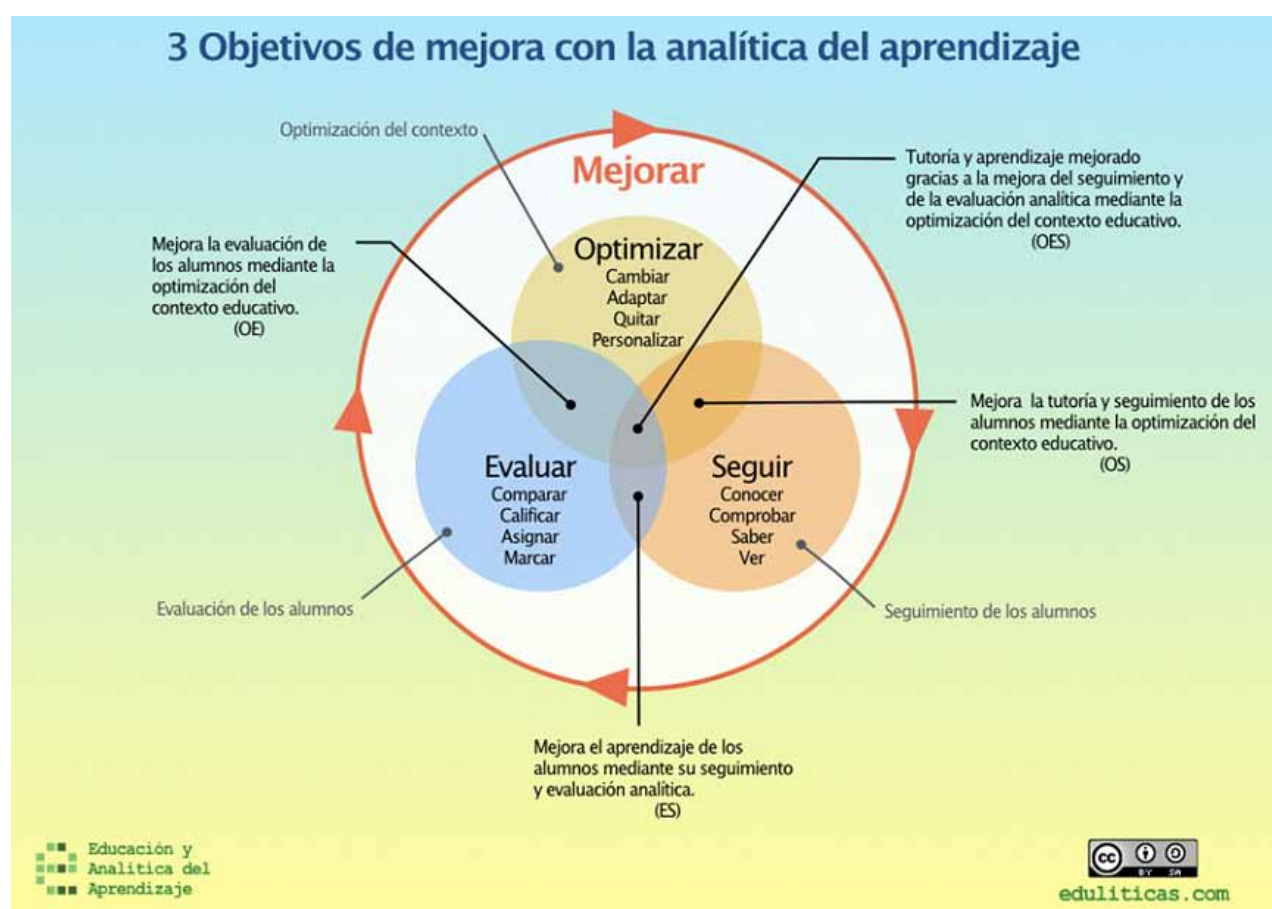 3 Objetivos de mejora con la analítica del aprendizaje
Optimización del contexto
Mejorar
Tutoría y aprendizaje mejorado
gracias a la mejora del seguimiento y
de la evaluación analítica mediante la
optimización del contexto educativo.
(OES)
Mejora la evaluación de
los alumnos mediante la
optimización del
contexto educativo.
(OE)
Optimizar
Cambiar
Adaptar
Quitar
Personalizar
Mejora la tutoría y seguimiento de los
alumnos mediante la optimización del
contexto educativo.
(OS)
Evaluar
Comparar
Calificar
Asignar
Marcar
Seguir
Conocer
Comprobar
Saber
Ver
Evaluación de los alumnos
Seguimiento de los alumnos
Mejora el aprendizaje de los
alumnos mediante su seguimiento
y evaluación analítica.
(ES)
Educación y
Analítica del
Aprendizaje
cc
BY SA
eduliticas.com